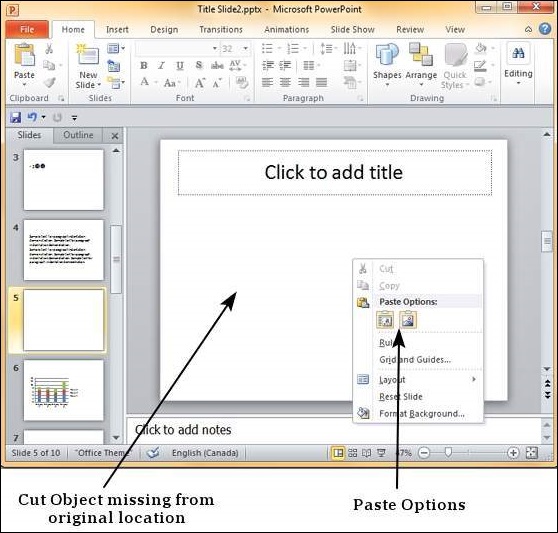 Title Slide2.pptx - Microsoft PowerPoint
File Home Insert Design Transitions Animations Slide Show Review View
32
Paste
New Slide
B I U S abc AV
Aa A A A
Shapes Arrange Quick Styles
Editing
Clipboard Slides Font Paragraph Drawing
Slides Outline
3
4
5
6
7
Click to add title
Cut
Copy
Paste Options:
Ruler
Grid and Guides...
Layout
Reset Slide
Format Background...
Click to add notes
Slide 5 of 10 "Office Theme" English (Canada) 47%
Cut Object missing from
original location
Paste Options